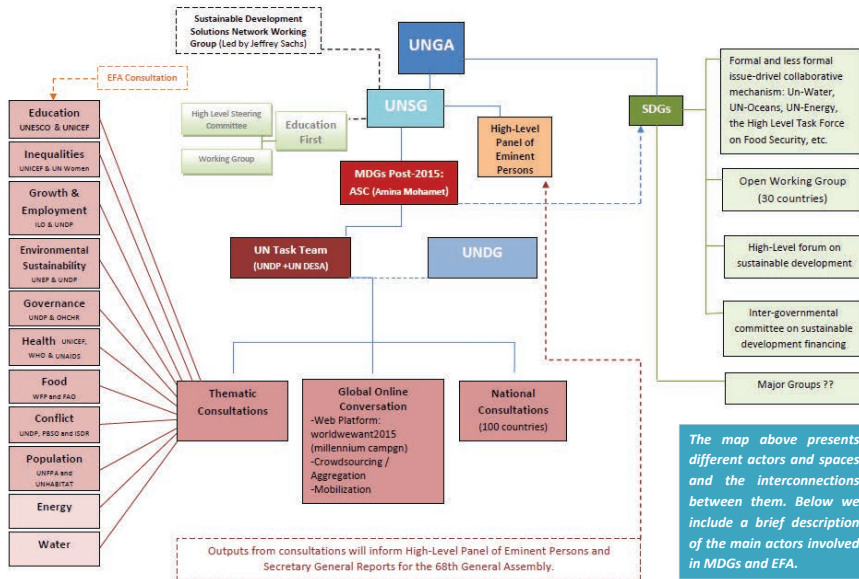 Sustainable Development
Solutions Network Working
Group (Led by Jeffrey Sachs)
UNGA
EFA Consultation
UNSG
High Level Steering
Committee
Education
First
Working Group
High-Level
Panel of
Eminent
Persons
SDGs
Formal and less formal
issue-drivel collaborative
mechanism: Un-Water,
UN-Oceans, UN-Energy,
the High Level Task Force
on Food Security, etc.
Open Working Group
(30 countries)
High-Level forum on
sustainable development
Inter-governmental
committee on sustainable
development financing
Major Groups ??
MDGs Post-2015:
ASC (Amina Mohamet)
UN Task Team
(UNDP +UN DESA)
UNDG
Education
UNESCO & UNICEF
Inequalities
UNICEF & UN Women
Growth &
Employment
ILO & UNDP
Environmental
Sustainability
UNEP & UNDP
Governance
UNDP & OHCHR
Health UNICEF,
WHO & UNAIDS
Food
WFP and FAO
Conflict
UNDP, PBSO and ISDR
Population
UNFPA and
UNHABITAT
Energy
Water
Thematic
Consultations
Global Online
Conversation
-Web Platform:
worldwewant2015
(millennium campgn)
-Crowdsourcing /
Aggregation
-Mobilization
National
Consultations
(100 countries)
Outputs from consultations will inform High-Level Panel of Eminent Persons and
Secretary General Reports for the 68th General Assembly.
The map above presents
different actors and spaces
and the interconnections
between them. Below we
include a brief description
of the main actors involved
in MDGs and EFA.